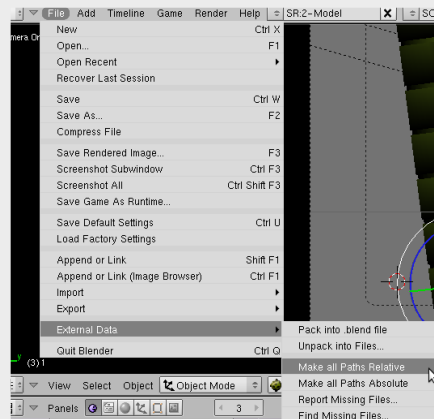 File Add Timeline Game Render Help SR:2-Model X
New Ctrl X
Open... F1
Open Recent
Recover Last Session
Save Ctrl W
Save As... F2
Compress File
Save Rendered Image... F3
Screenshot Subwindow Ctrl F3
Screenshot All Ctrl Shift F3
Save Game As Runtime...
Save Default Settings Ctrl U
Load Factory Settings
Append or Link Shift F1
Append or Link (Image Browser) Ctrl F1
Import
Export
External Data
Quit Blender Ctrl Q
Pack into .blend file
Unpack into Files...
Make all Paths Relative
Make all Paths Absolute
Report Missing Files...
Find Missing Files...
y
(3) 1
View Select Object Object Mode
Panels 3